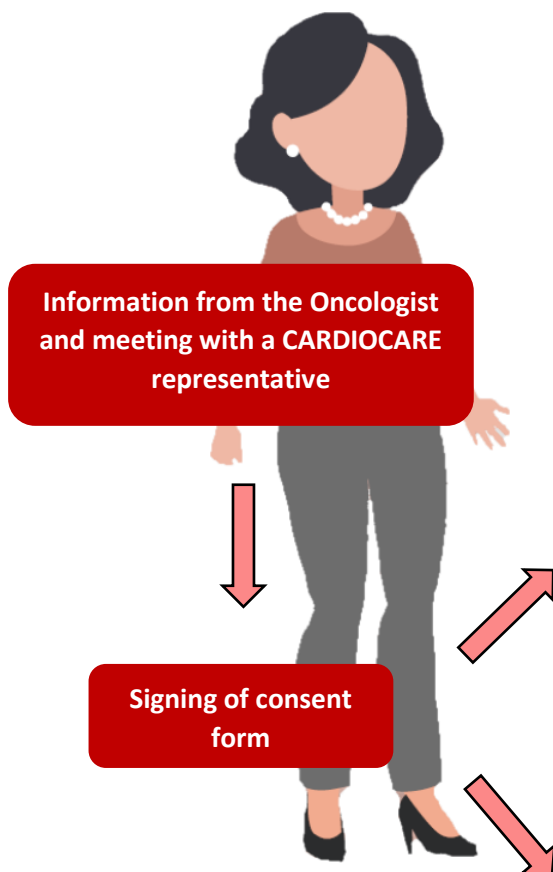 Information from the Oncologist
and meeting with a CARDIOCARE
representative
Signing of consent
form